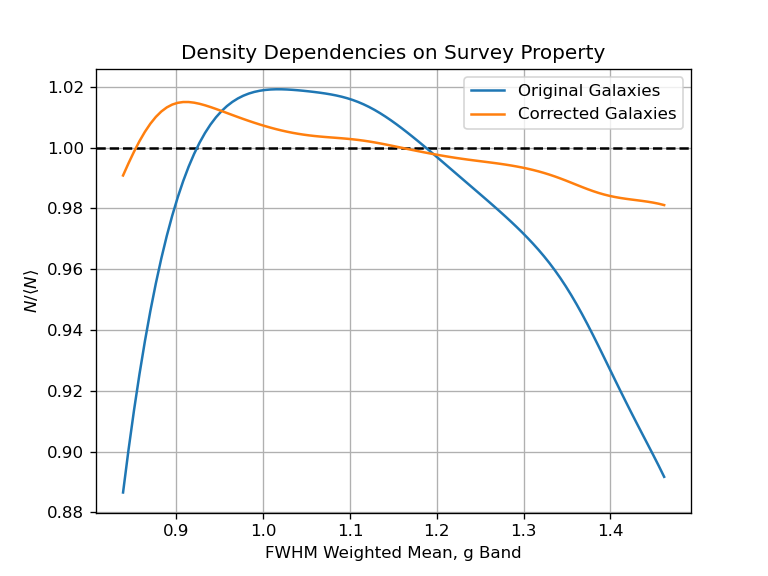 Density Dependencies on Survey Property
Original Galaxies
Corrected Galaxies
1.02
1.00
0.98
0.96
0.94
0.92
0.90
0.88
N/⟨N⟩
0.9 1.0 1.1 1.2 1.3 1.4
FWHM Weighted Mean, g Band